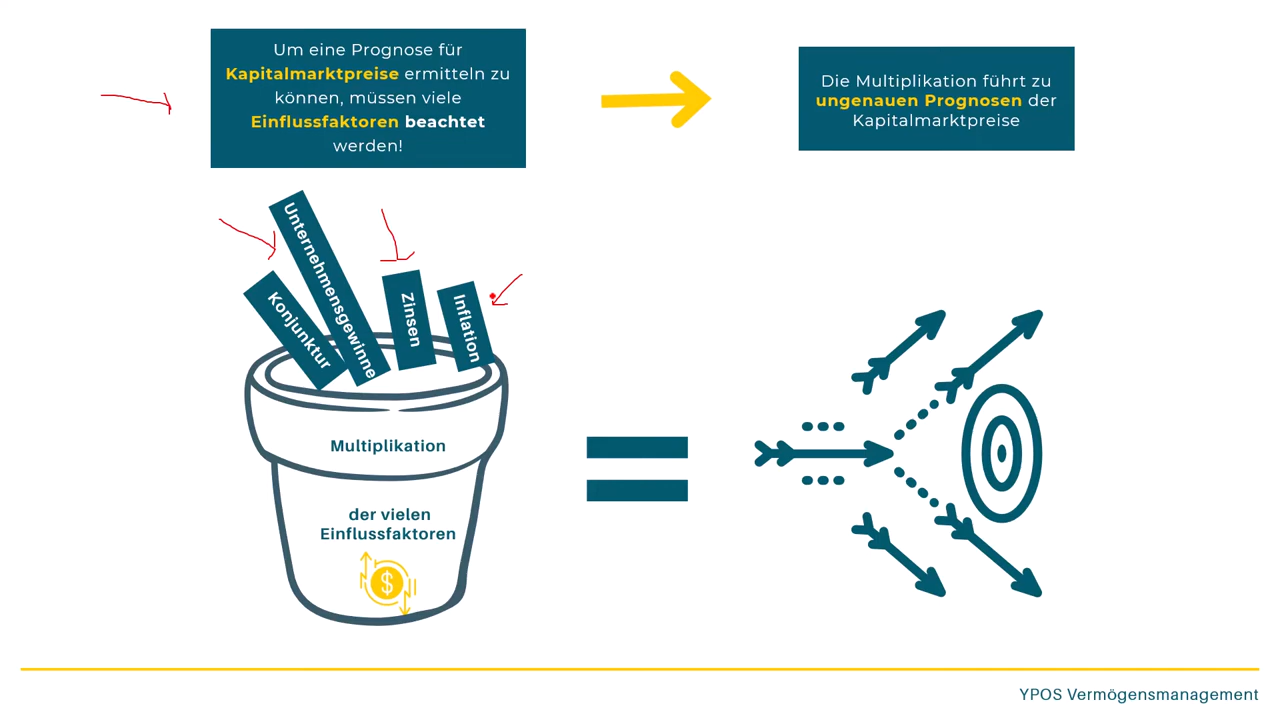 Um eine Prognose für
Kapitalmarktpreise ermitteln zu
können, müssen viele
Einflussfaktoren beachtet
werden!
Die Multiplikation führt zu
ungenauen Prognosen der
Kapitalmarktpreise
Konjunktur
Unternehmensgewinne
Zinsen
Inflation
Multiplikation
der vielen
Einflussfaktoren
$
YPOS Vermögensmanagement